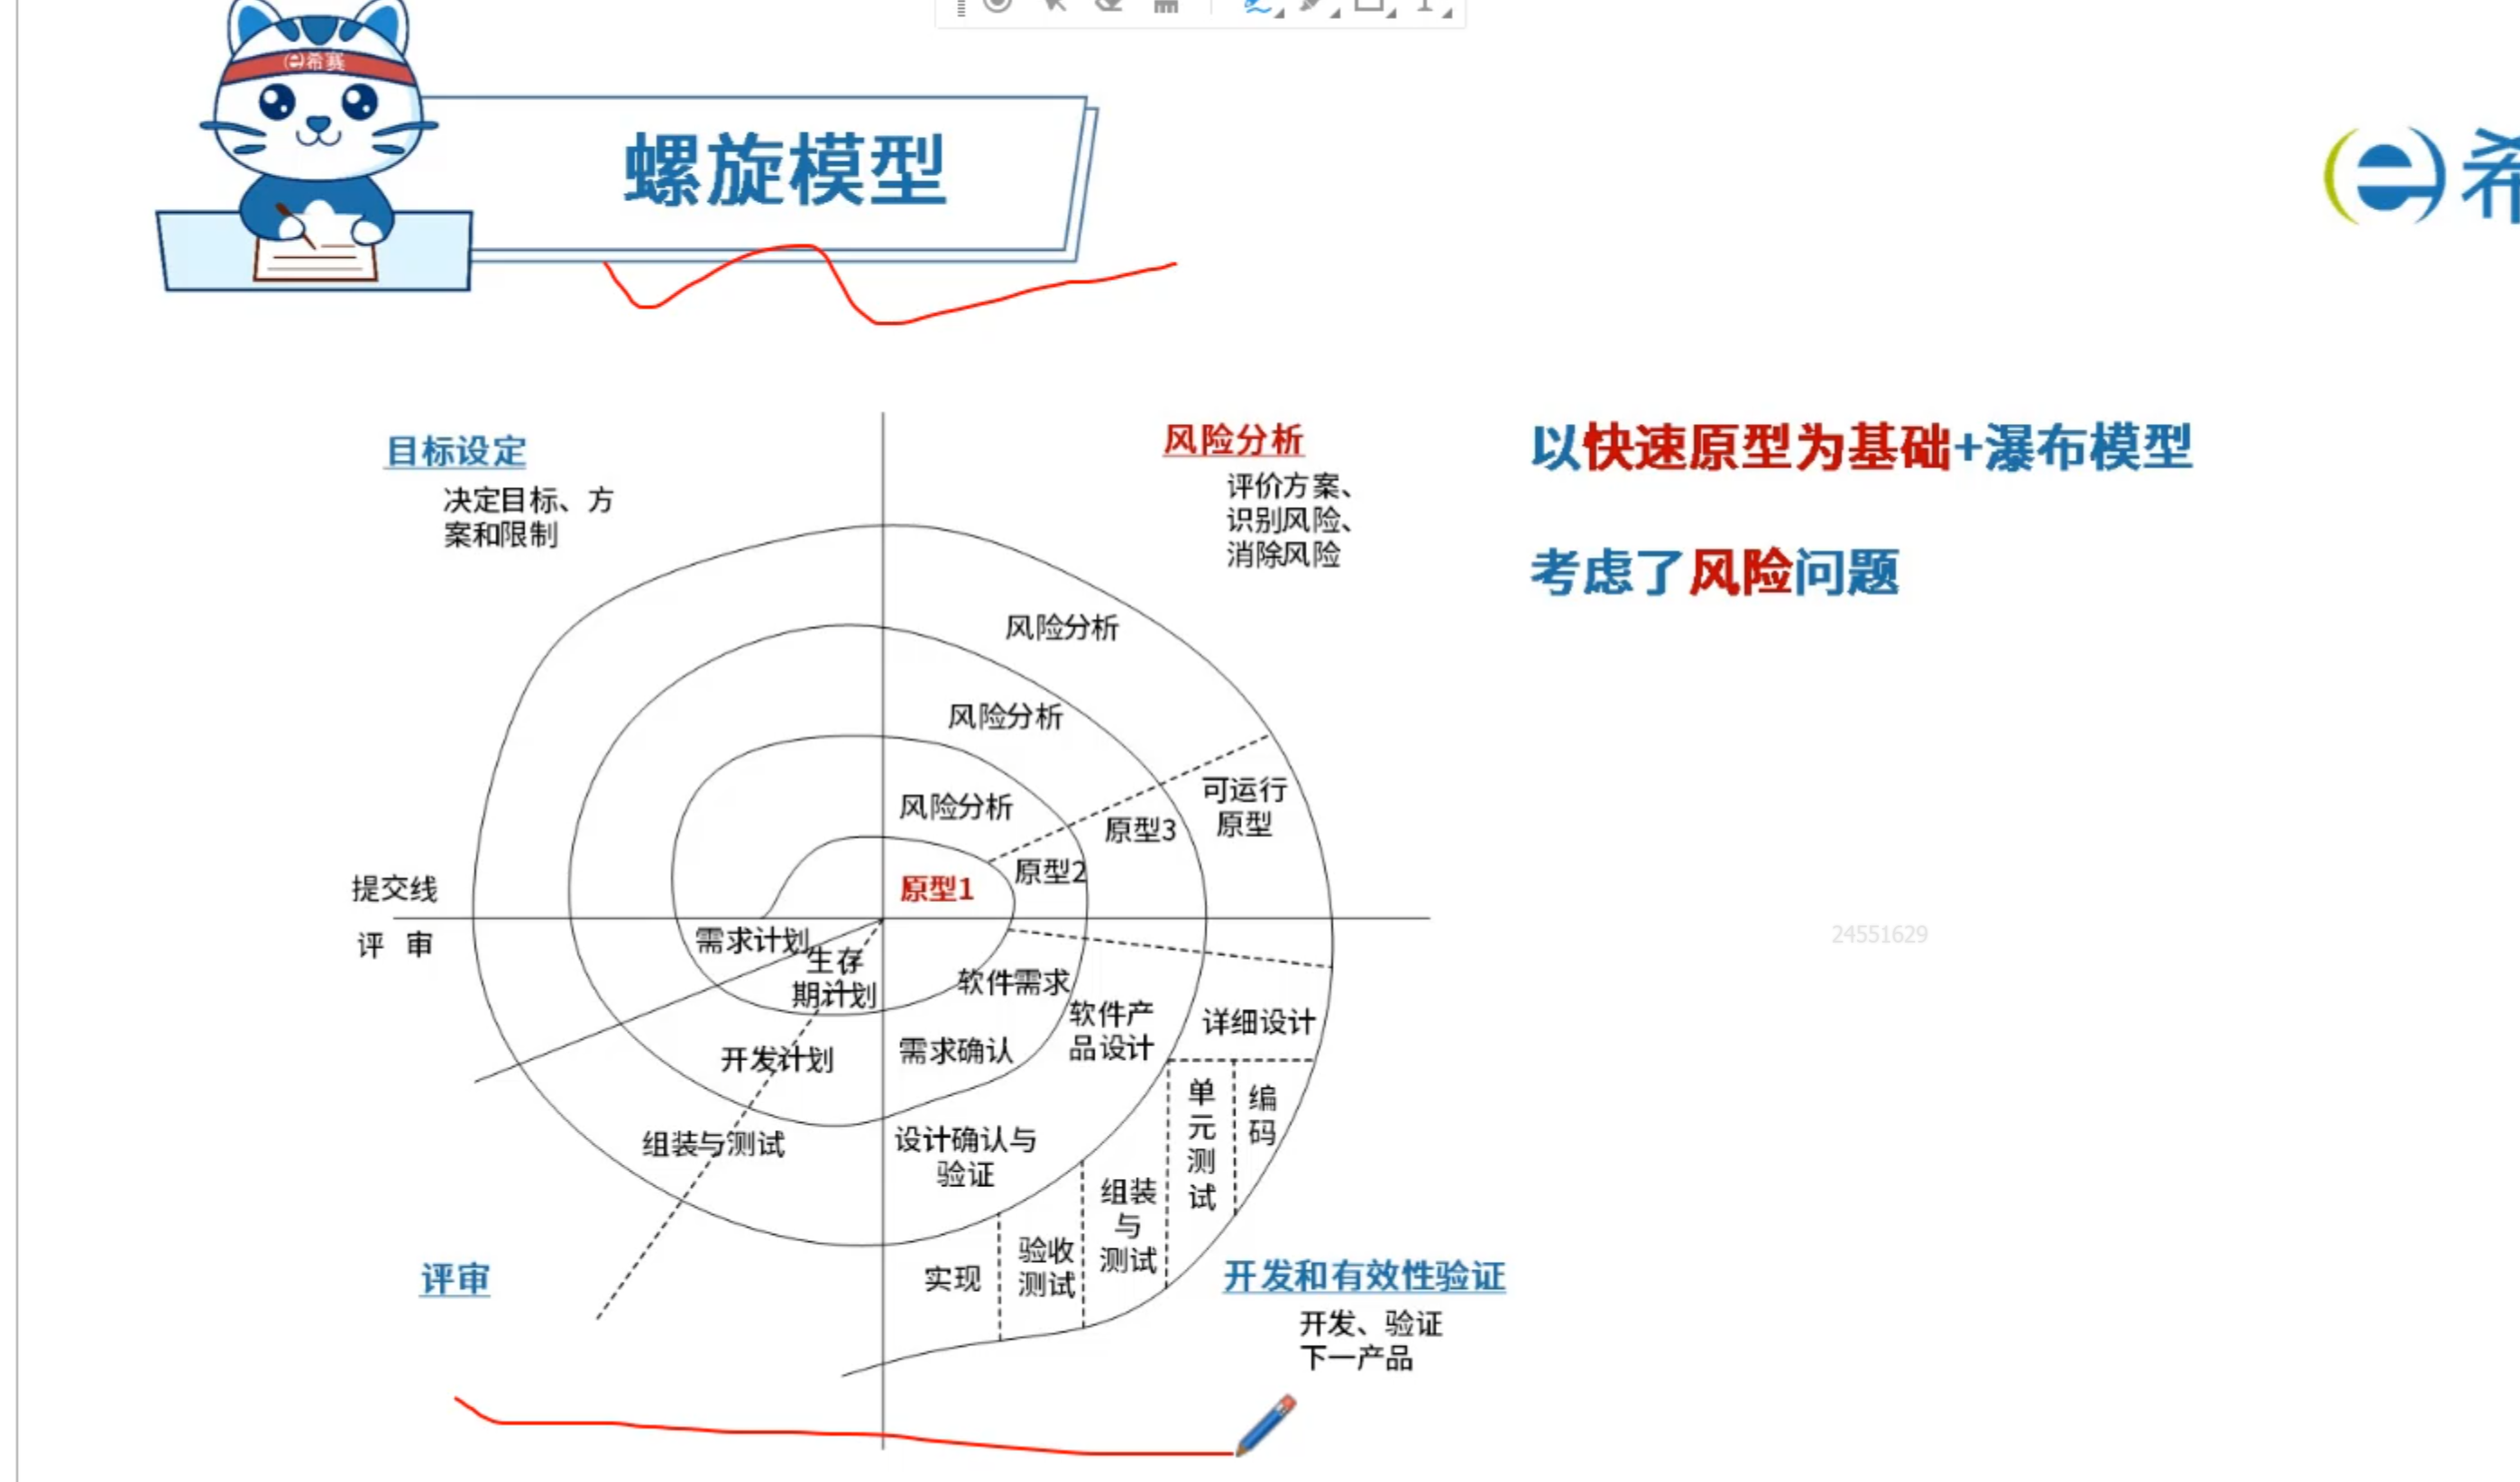 e希赛
螺旋模型
e希
目标设定
决定目标、方
案和限制
风险分析
评价方案、
识别风险、
消除风险
以快速原型为基础+瀑布模型
考虑了风险问题
风险分析
风险分析
风险分析
可运行
原型
原型3
原型2
原型1
提交线
评 审
需求计划
生存
期计划
软件需求
软件产
品设计
详细设计
开发计划
需求确认
单元测试
编码
组装与测试
设计确认与
验证
组装
与
测试
验收
测试
实现
评审
开发和有效性验证
开发、验证
下一产品
24551629